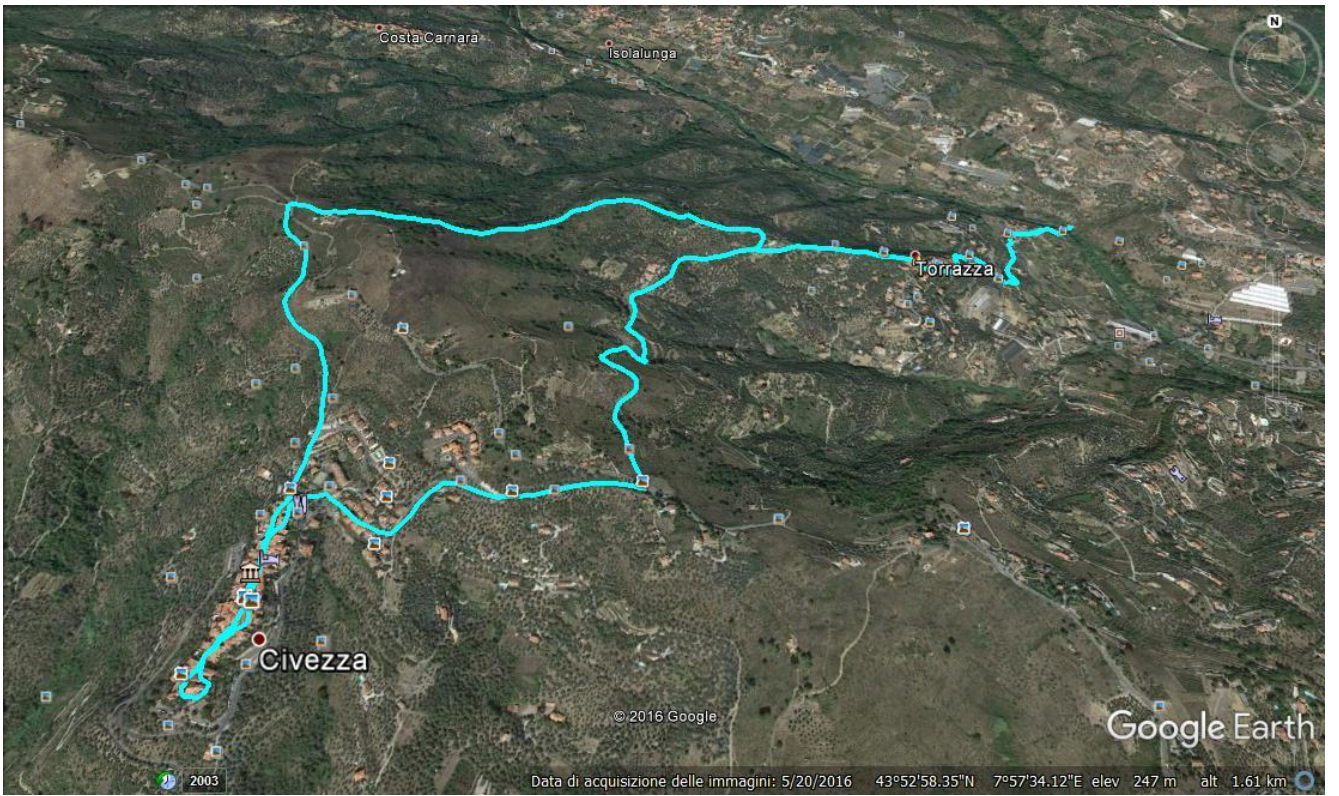 N
Costa Carnara
Isolalunga
Torrazza
Civezza
© 2016 Google
Google Earth
2003
Data di acquisizione delle immagini: 5/20/2016 43°52'58.35"N 7°57'34.12"E elev 247 m alt 1.61 km